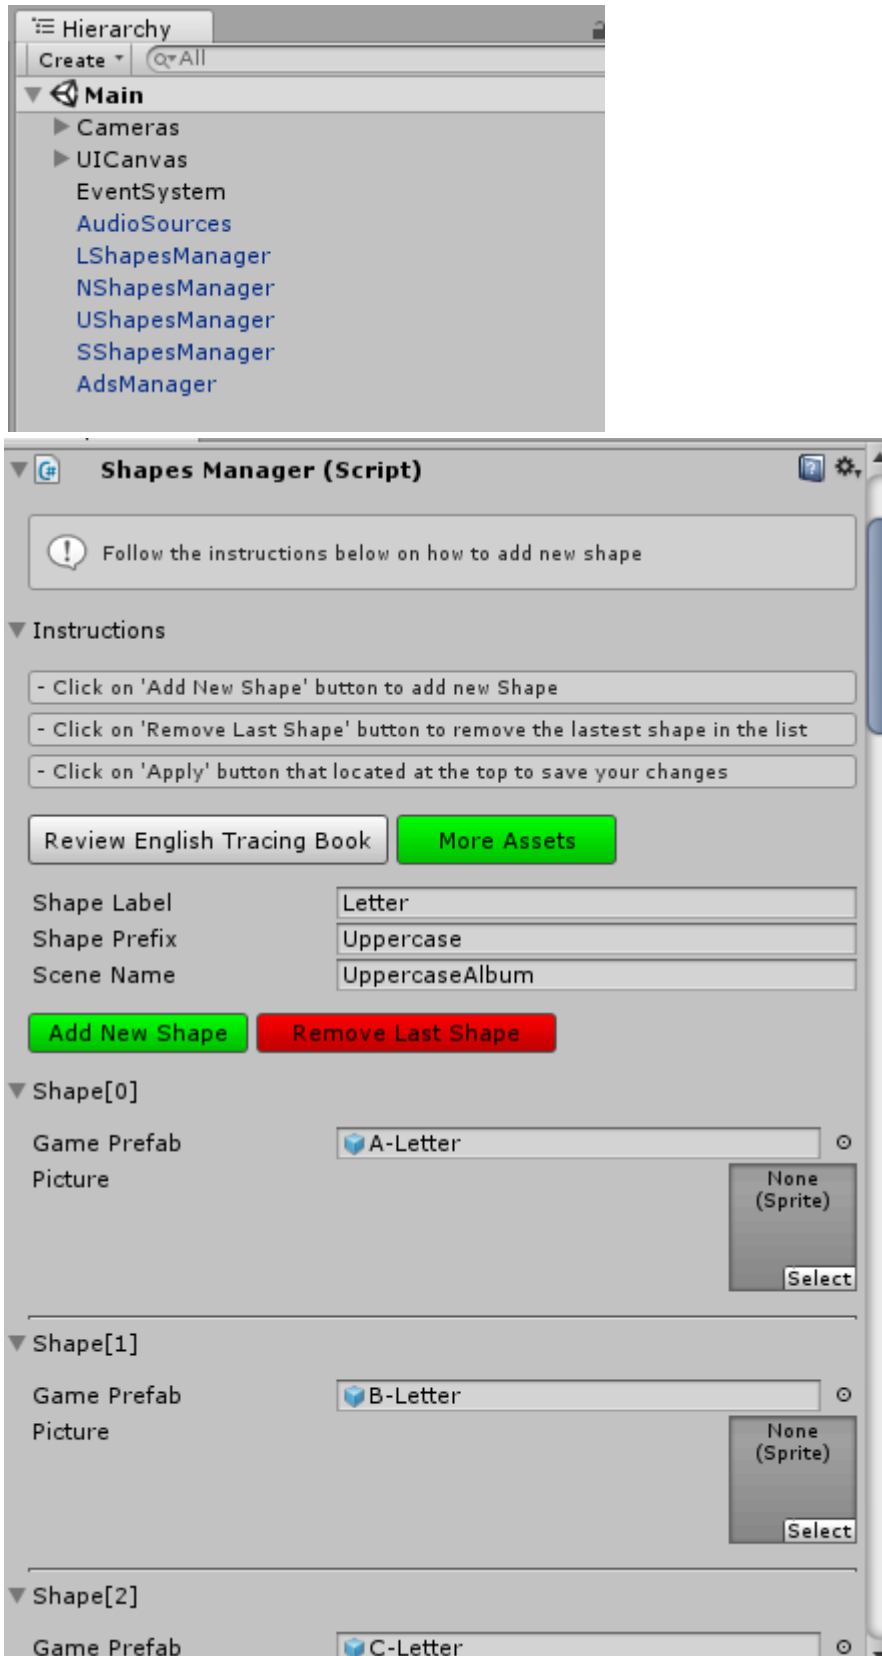 Hierarchy
Create All
Main
Cameras
UICanvas
EventSystem
AudioSources
LShapesManager
NShapesManager
UShapesManager
SShapesManager
AdsManager
Shapes Manager (Script)
Follow the instructions below on how to add new shape
Instructions
- Click on 'Add New Shape' button to add new Shape
- Click on 'Remove Last Shape' button to remove the lastest shape in the list
- Click on 'Apply' button that located at the top to save your changes
Review English Tracing Book More Assets
Shape Label Letter
Shape Prefix Uppercase
Scene Name UppercaseAlbum
Add New Shape Remove Last Shape
Shape[0]
Game Prefab A-Letter
Picture None
(Sprite)
Select
Shape[1]
Game Prefab B-Letter
Picture None
(Sprite)
Select
Shape[2]
Game Prefab C-Letter